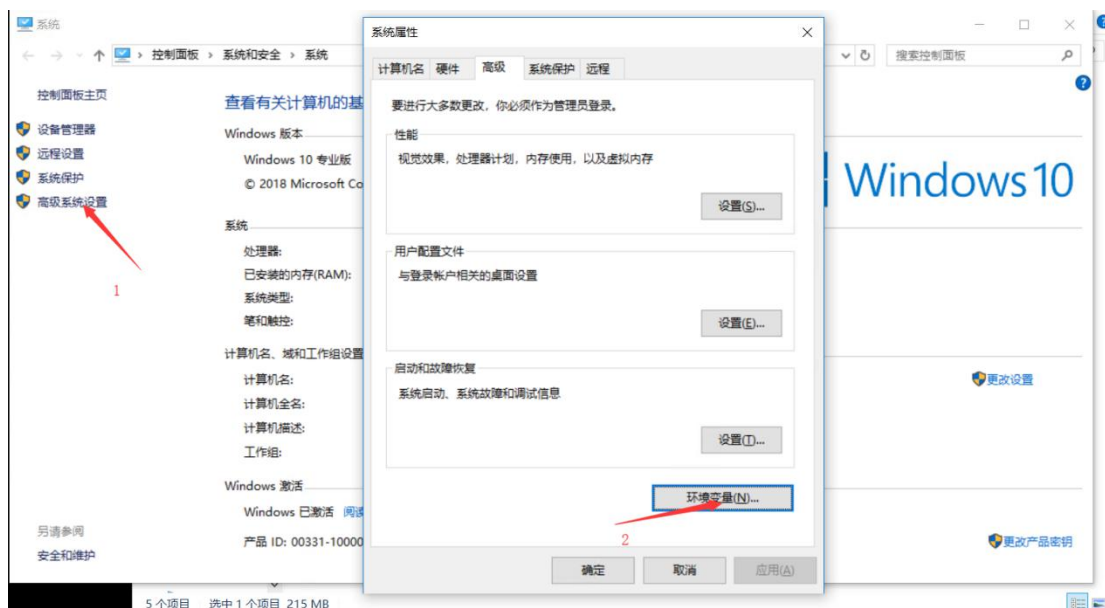 系统
控制面板 › 系统和安全 › 系统
搜索控制面板
控制面板主页
设备管理器
远程设置
系统保护
高级系统设置
1
另请参阅
安全和维护
查看有关计算机的基
Windows 版本
Windows 10 专业版
© 2018 Microsoft Co
系统
处理器:
已安装的内存(RAM):
系统类型:
笔和触控:
计算机名、域和工作组设置
计算机名:
计算机全名:
计算机描述:
工作组:
Windows 激活
Windows 已激活
产品 ID: 00331-10000
系统属性
计算机名 硬件 高级 系统保护 远程
要进行大多数更改，你必须作为管理员登录。
性能
视觉效果，处理器计划，内存使用，以及虚拟内存
设置(S)...
用户配置文件
与登录帐户相关的桌面设置
设置(E)...
启动和故障恢复
系统启动、系统故障和调试信息
设置(T)...
环境变量(N)...
2
确定 取消 应用(A)
Windows 10
更改设置
更改产品密钥
5 个项目 选中 1 个项目 215 MB